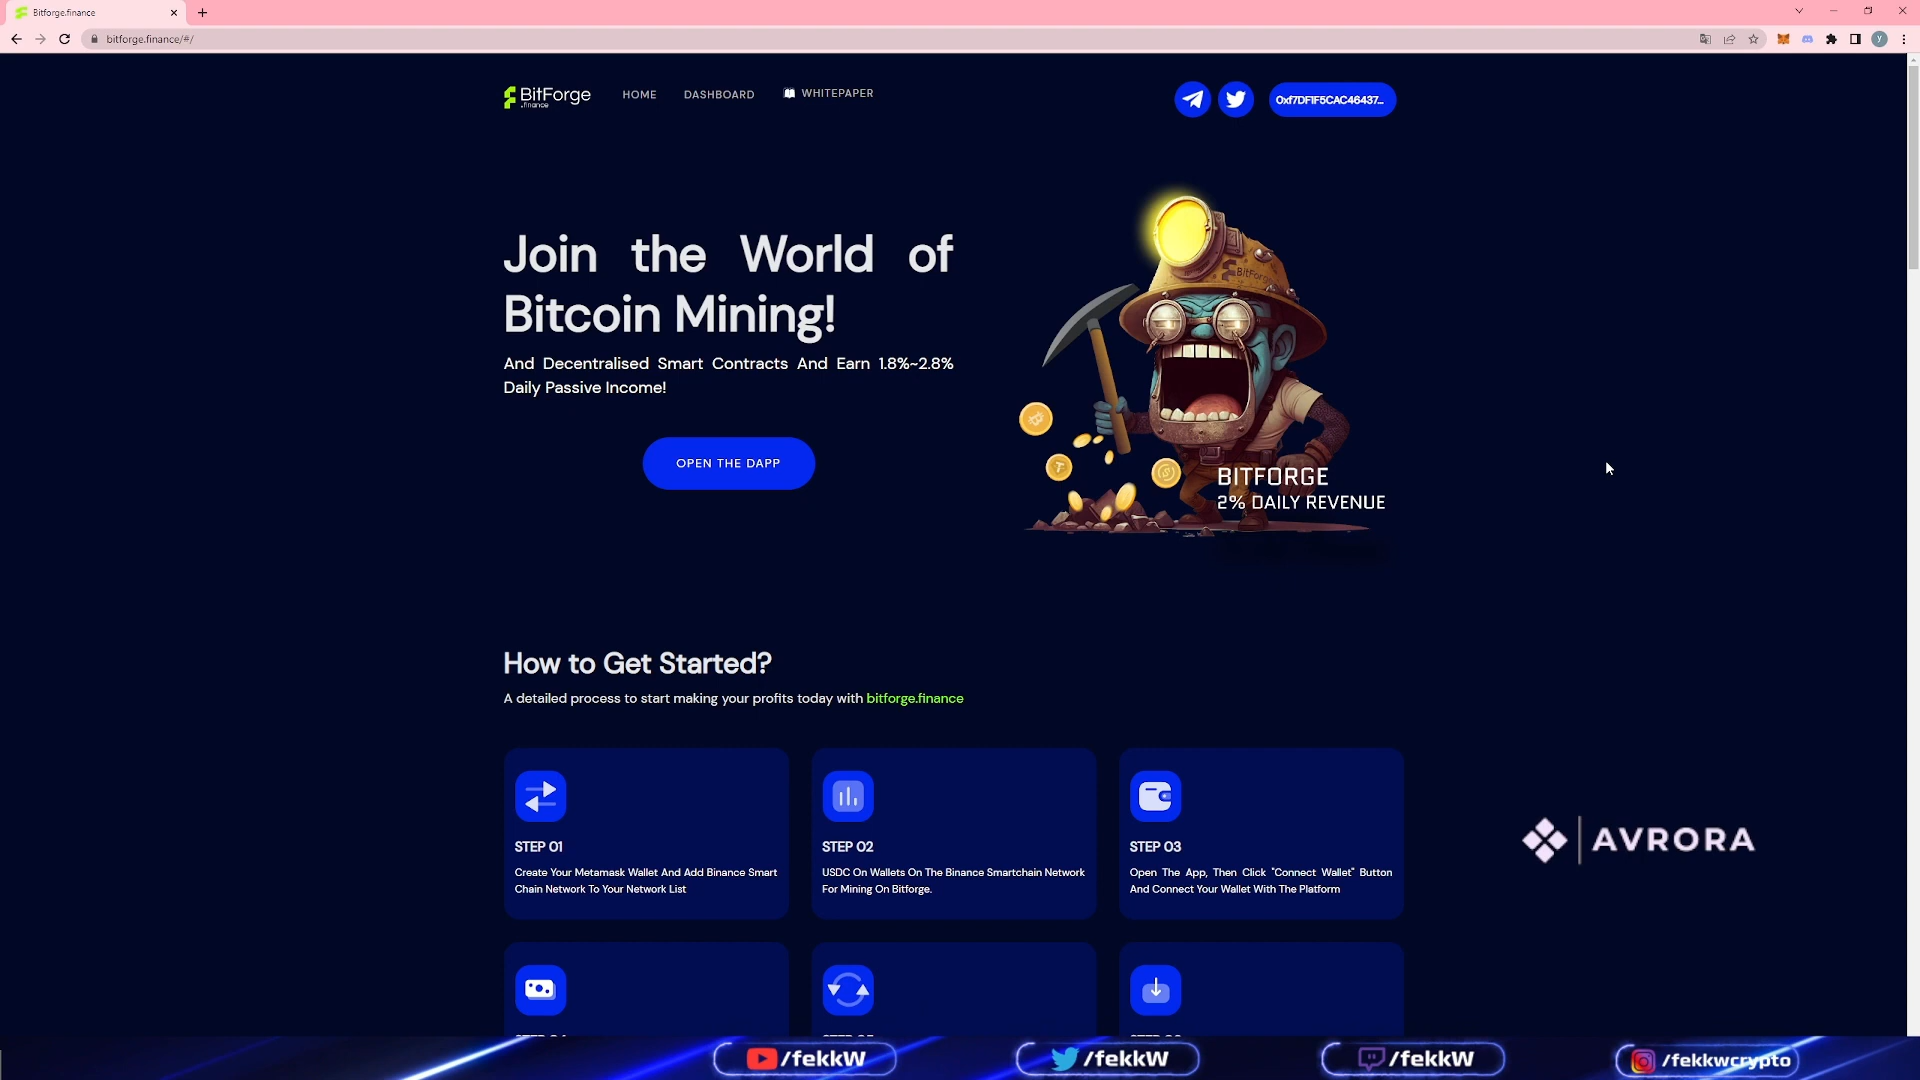 Bitforge.finance
bitforge.finance/#/
y
BitForge
.finance
HOME
DASHBOARD
WHITEPAPER
0xf7DF1F5CAC46437...
Join the World of
Bitcoin Mining!
And Decentralised Smart Contracts And Earn 1.8%~2.8%
Daily Passive Income!
OPEN THE DAPP
BitForge
BITFORGE
2% DAILY REVENUE
How to Get Started?
A detailed process to start making your profits today with bitforge.finance
STEP 01
Create Your Metamask Wallet And Add Binance Smart
Chain Network To Your Network List
STEP 02
USDC On Wallets On The Binance Smartchain Network
For Mining On Bitforge.
STEP 03
Open The App, Then Click "Connect Wallet" Button
And Connect Your Wallet With The Platform
AVRORA
/fekkW
/fekkW
/fekkW
/fekkwcrypto